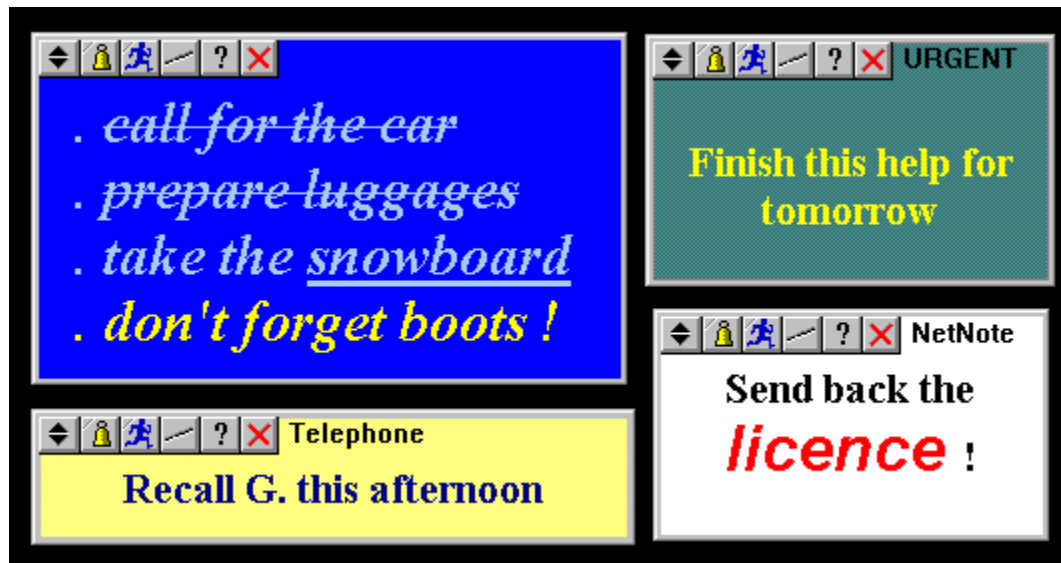 . call for the car
. prepare luggages
. take the snowboard
. don't forget boots !
? URGENT
Finish this help for
tomorrow
? Telephone
Recall G. this afternoon
? NetNote
Send back the
licence !